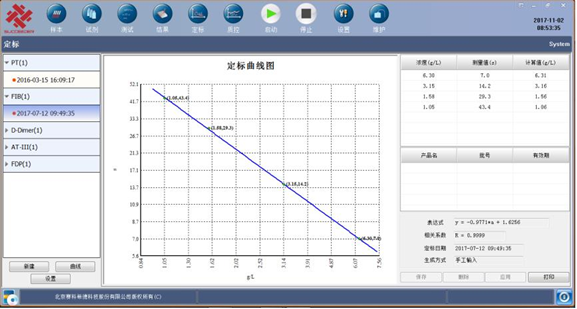 SUCCEEDER
样本 试剂 测试 结果 定标 质控 启动 停止 设置 维护
2017-11-02
08:53:35
定标 System
PT(1)
2016-03-15 16:09:17
FIB(1)
2017-07-12 09:49:35
D-Dimer(1)
AT-III(1)
FDP(1)
新建 曲线
设置
定标曲线图
52.1
41.7
33.3
26.7
21.3
17.1
13.7
10.9
8.7
7.0
5.6
s
(1.05,43.4)
(1.58,29.3)
(3.15,14.2)
(6.30,7.0)
0.84 1.05 1.30 1.62 2.02 2.52 3.14 3.91 4.87 6.07 7.56
g/L
浓度(g/L) 测量值(s) 计算值(g/L)
6.30 7.0 6.31
3.15 14.2 3.16
1.58 29.3 1.56
1.05 43.4 1.06
产品名 批号 有效期
表达式 y = -0.9771*x + 1.6256
相关系数 R = 0.9999
定标日期 2017-07-12 09:49:35
生成方式 手工输入
保存 删除 应用 打印
北京赛科希德科技股份有限公司版权所有(C)